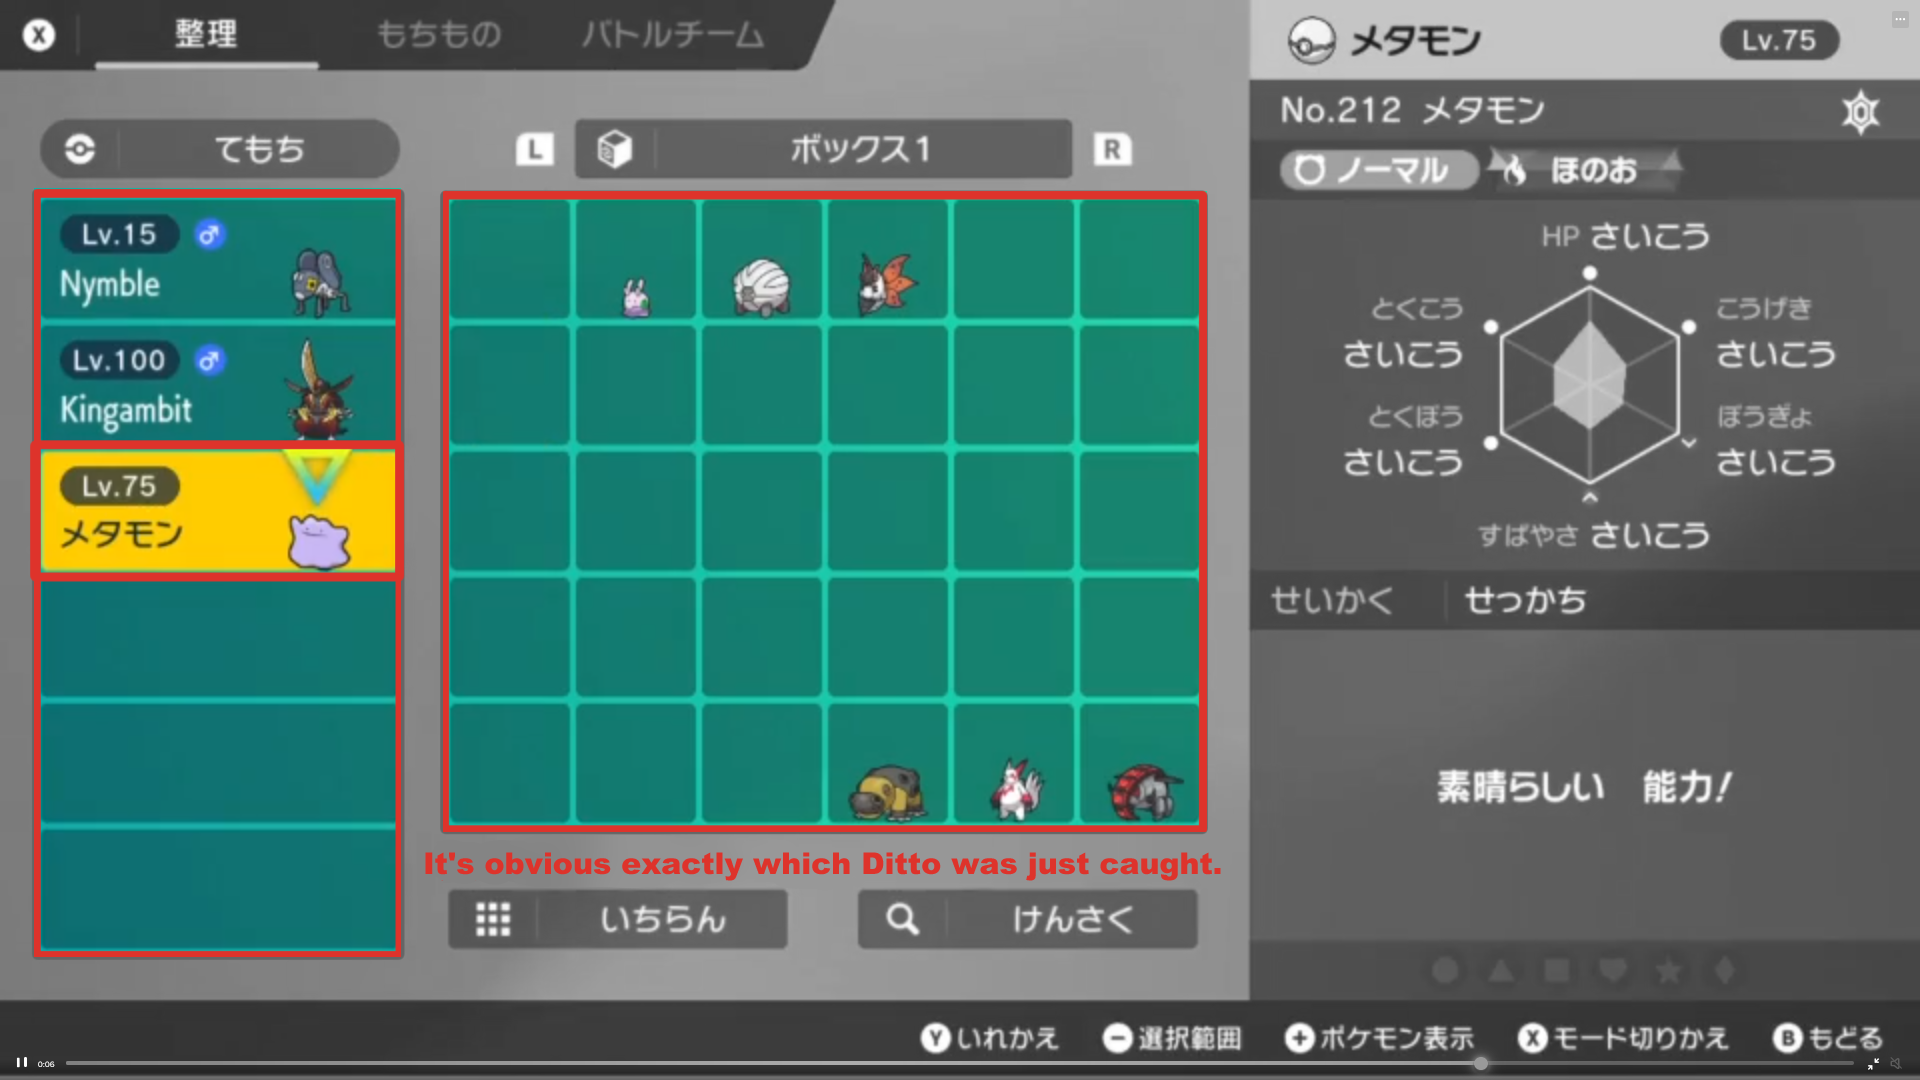 X 整理 もちもの バトルチーム
メタモン Lv.75
No.212 メタモン
てもち L ボックス1 R
ノーマル ほのお
Lv.15 ♂
Nymble
Lv.100 ♂
Kingambit
Lv.75
メタモン
HP さいこう
とくこう さいこう
こうげき さいこう
とくぼう さいこう
ぼうぎょ さいこう
すばやさ さいこう
せいかく せっかち
素晴らしい 能力!
It's obvious exactly which Ditto was just caught.
いちらん けんさく
Y いれかえ - 選択範囲 + ポケモン表示 X モード切りかえ B もどる
0:06